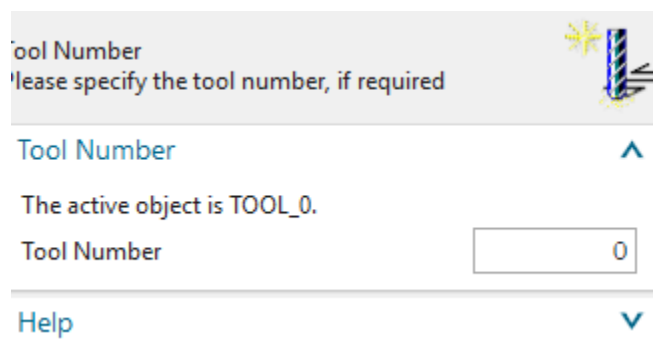 ool Number
lease specify the tool number, if required
Tool Number
The active object is TOOL_0.
Tool Number 0
Help